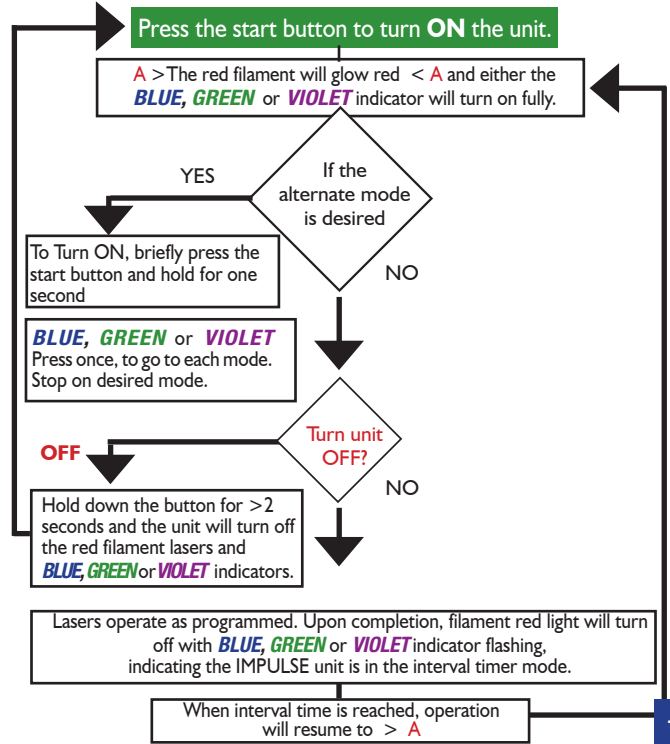 Press the start button to turn ON the unit.
A >The red filament will glow red < A and either the
BLUE, GREEN or VIOLET indicator will turn on fully.
If the
alternate mode
is desired
YES
NO
To Turn ON, briefly press the
start button and hold for one
second
BLUE, GREEN or VIOLET
Press once, to go to each mode.
Stop on desired mode.
Turn unit
OFF?
OFF
NO
Hold down the button for >2
seconds and the unit will turn off
the red filament lasers and
BLUE, GREEN or VIOLET indicators.
Lasers operate as programmed. Upon completion, filament red light will turn
off with BLUE, GREEN or VIOLET indicator flashing,
indicating the IMPULSE unit is in the interval timer mode.
When interval time is reached, operation
will resume to > A